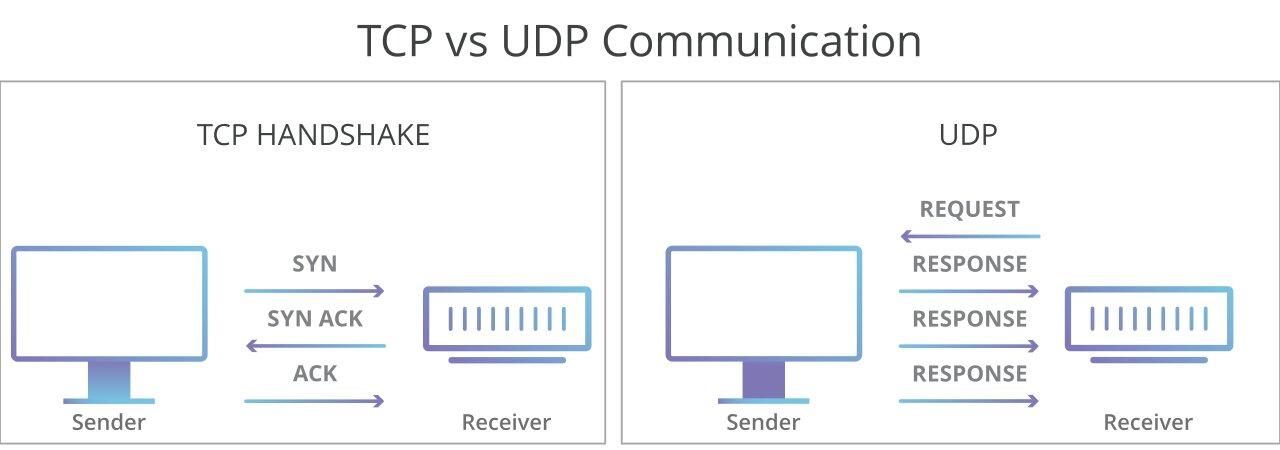 TCP vs UDP Communication
TCP HANDSHAKE
SYN
SYN ACK
ACK
Sender
Receiver
UDP
REQUEST
RESPONSE
RESPONSE
RESPONSE
Sender
Receiver